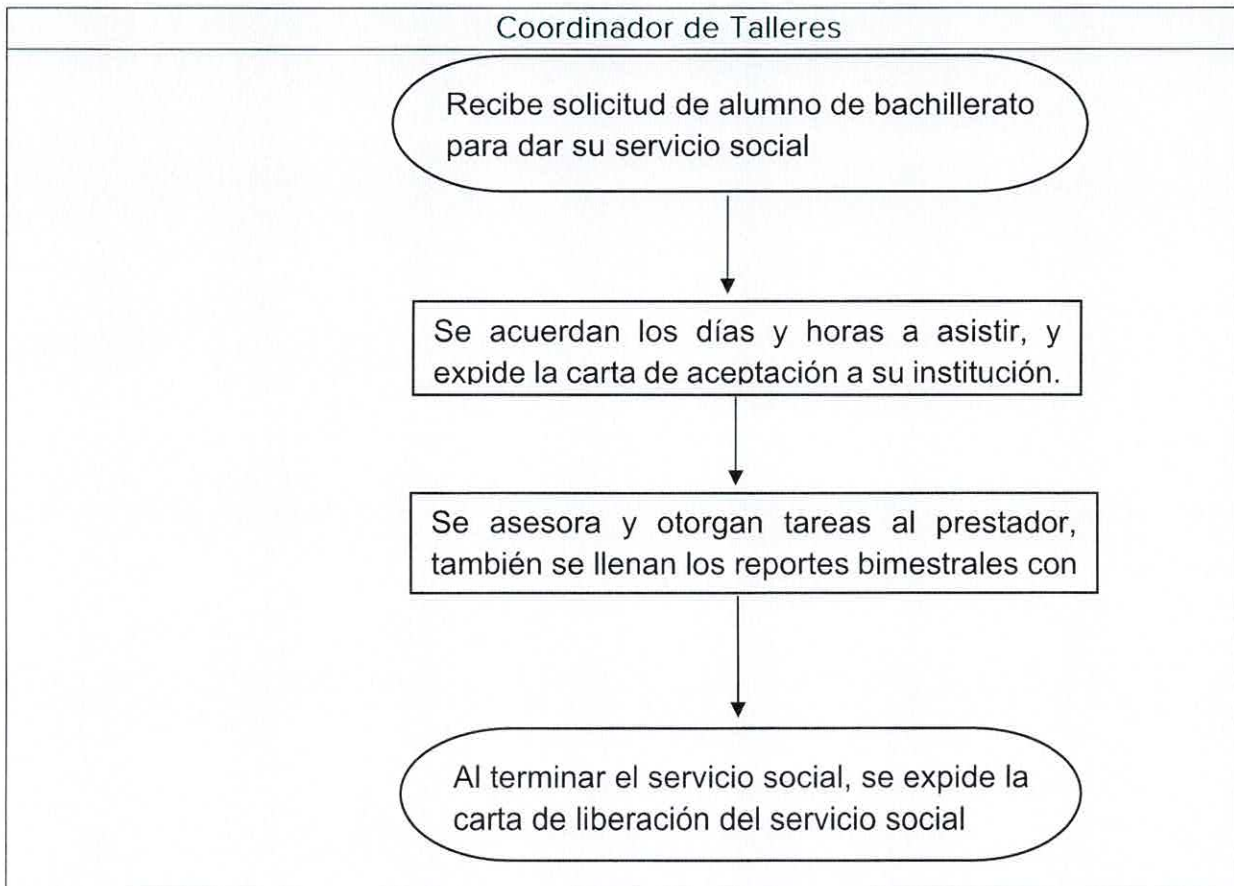 Coordinador de Talleres
Recibe solicitud de alumno de bachillerato
para dar su servicio social
Se acuerdan los días y horas a asistir, y
expide la carta de aceptación a su institución.
Se asesora y otorgan tareas al prestador,
también se llenan los reportes bimestrales con
Al terminar el servicio social, se expide la
carta de liberación del servicio social